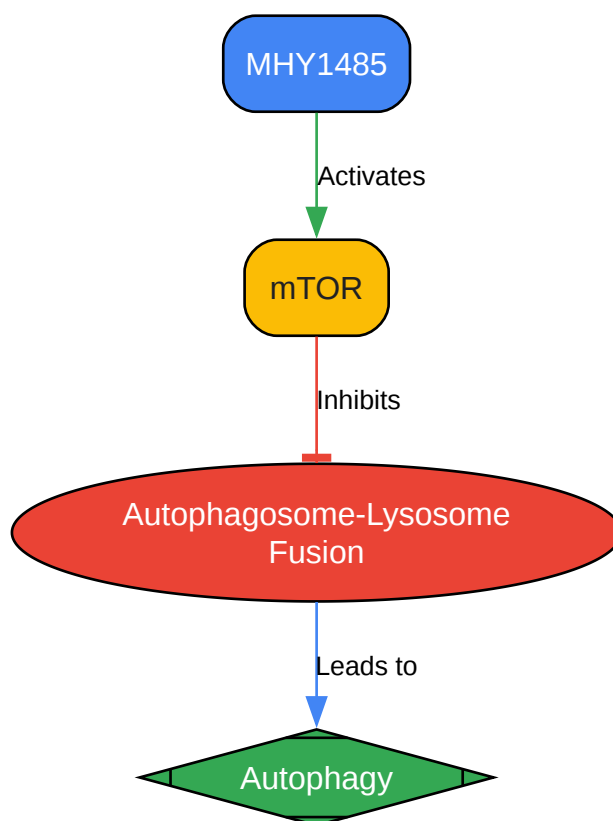 MHY1485
Activates
mTOR
Inhibits
Autophagosome-Lysosome
Fusion
Leads to
Autophagy